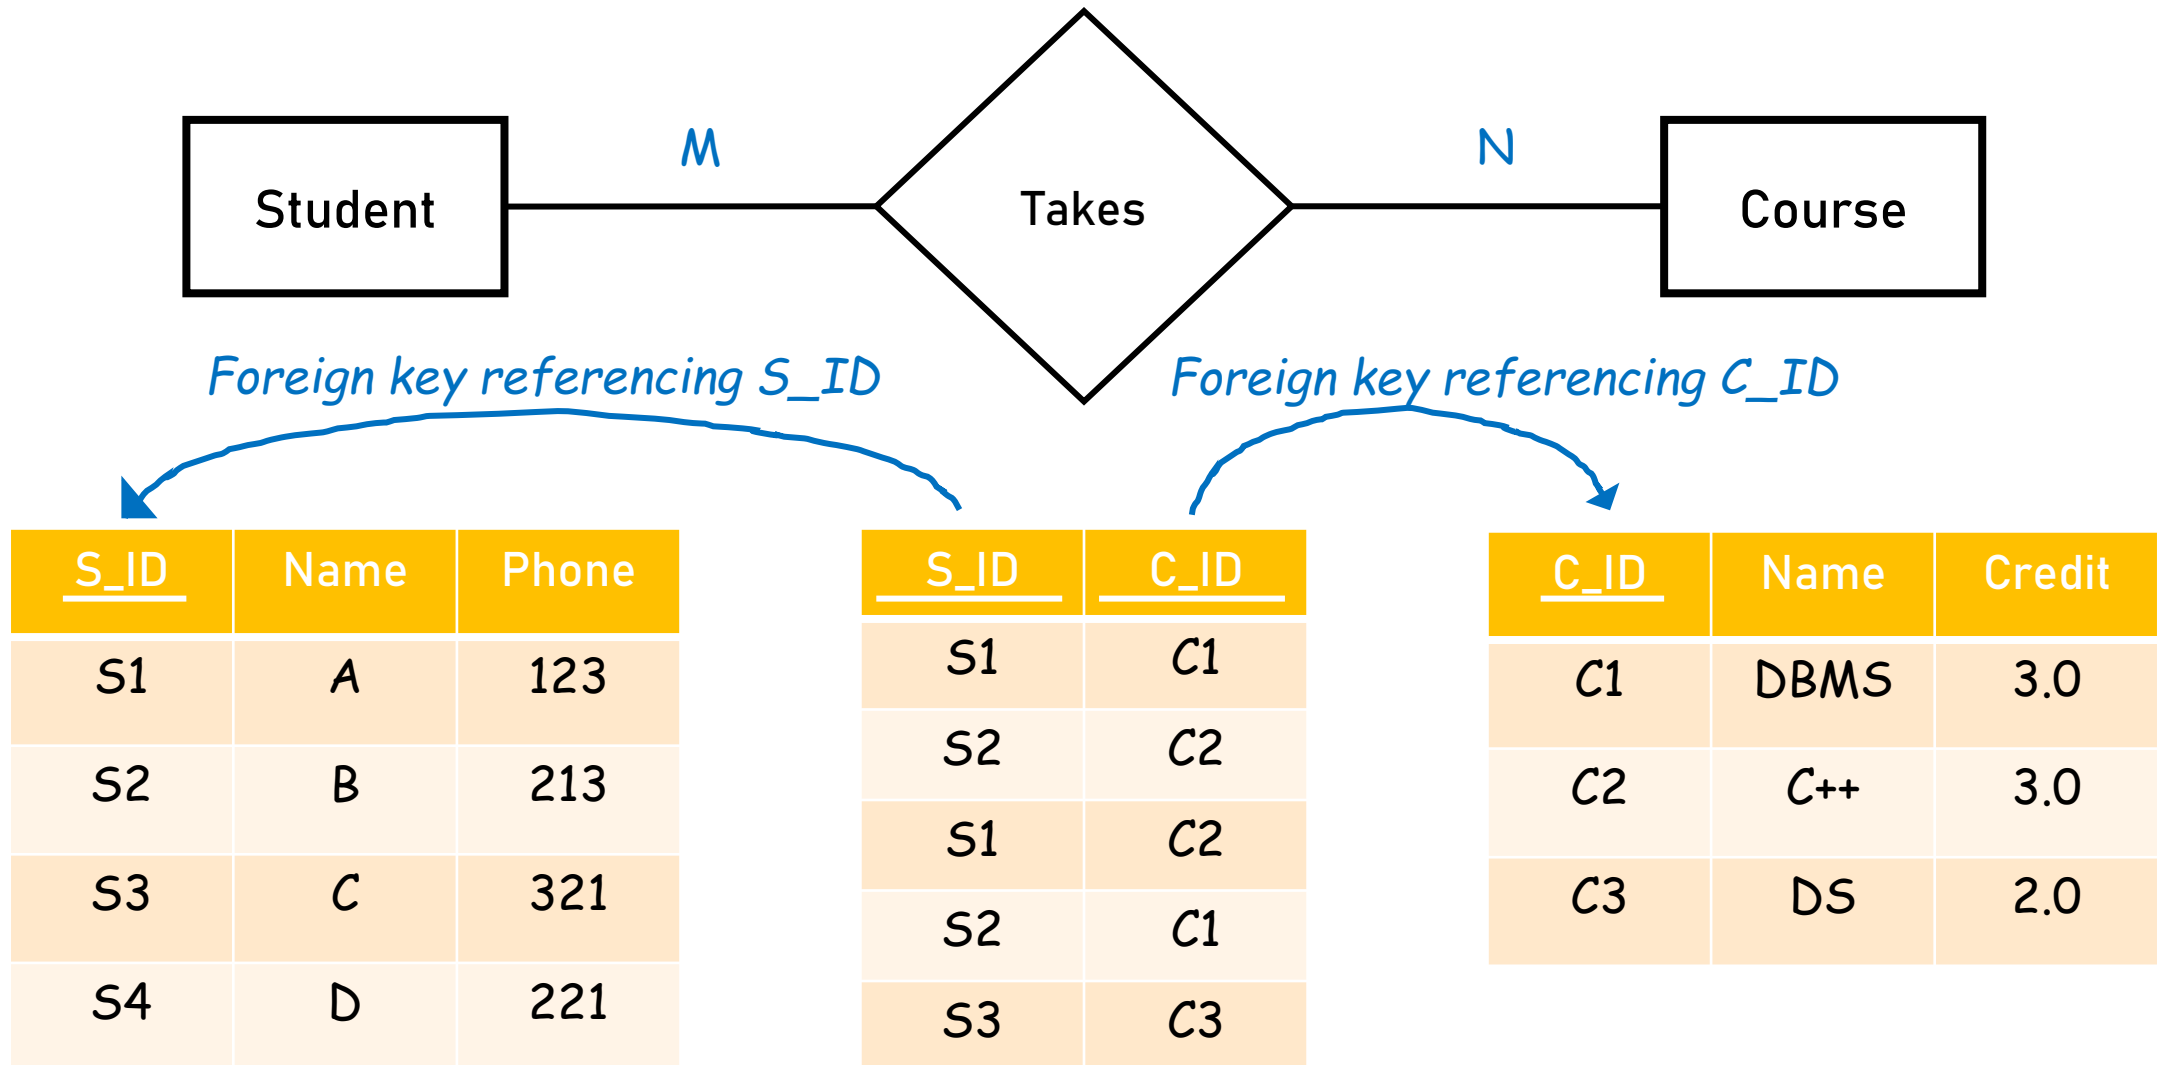 M
N
Student
Takes
Course
Foreign key referencing S_ID
Foreign key referencing C_ID
S_ID Name Phone
S1 A 123
S2 B 213
S3 C 321
S4 D 221
S_ID C_ID
S1 C1
S2 C2
S1 C2
S2 C1
S3 C3
C_ID Name Credit
C1 DBMS 3.0
C2 C++ 3.0
C3 DS 2.0